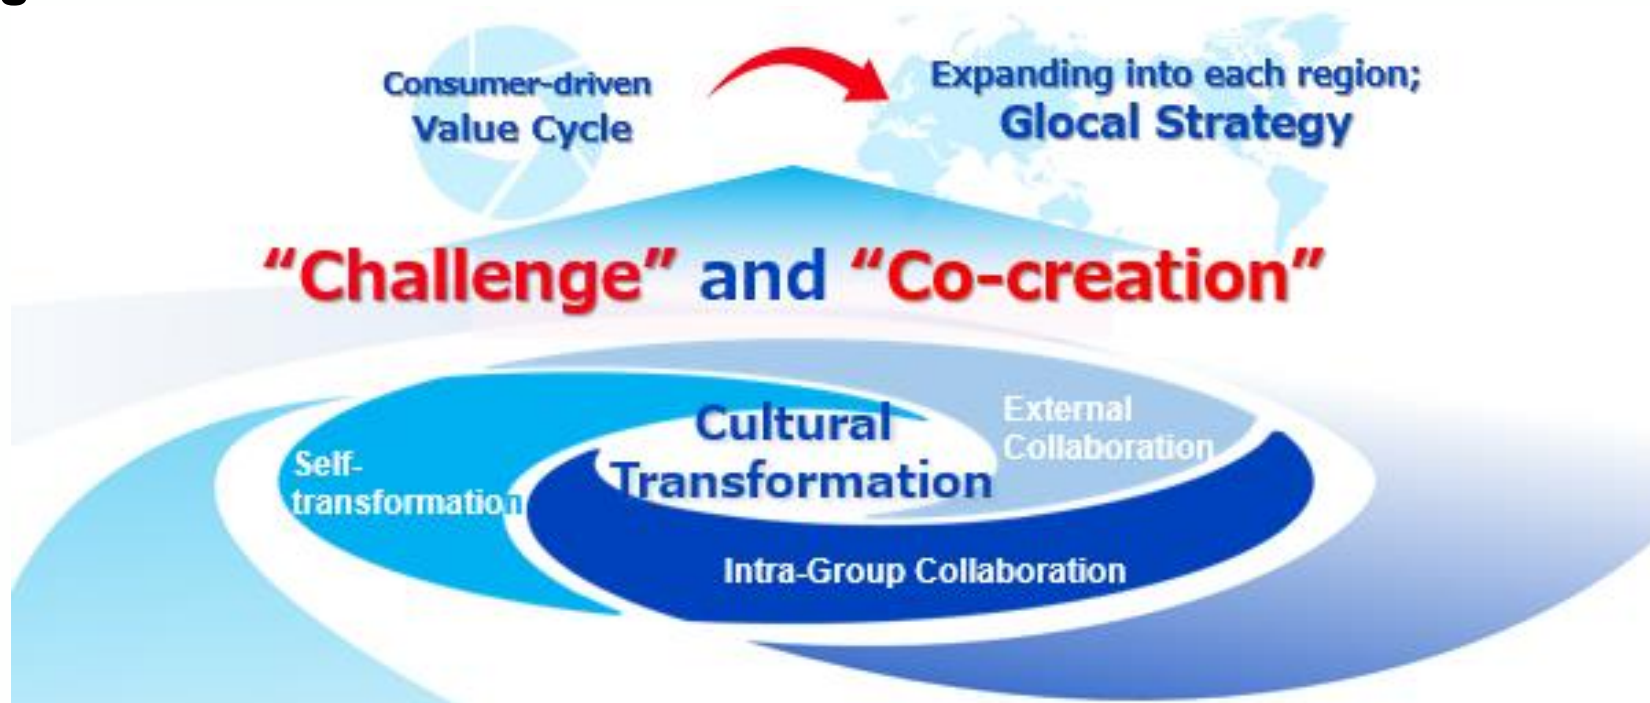 Consumer-driven
Value Cycle
Expanding into each region;
Glocal Strategy
“Challenge” and “Co-creation”
Cultural
Transformation
External
Collaboration
Self-
transformation
Intra-Group Collaboration